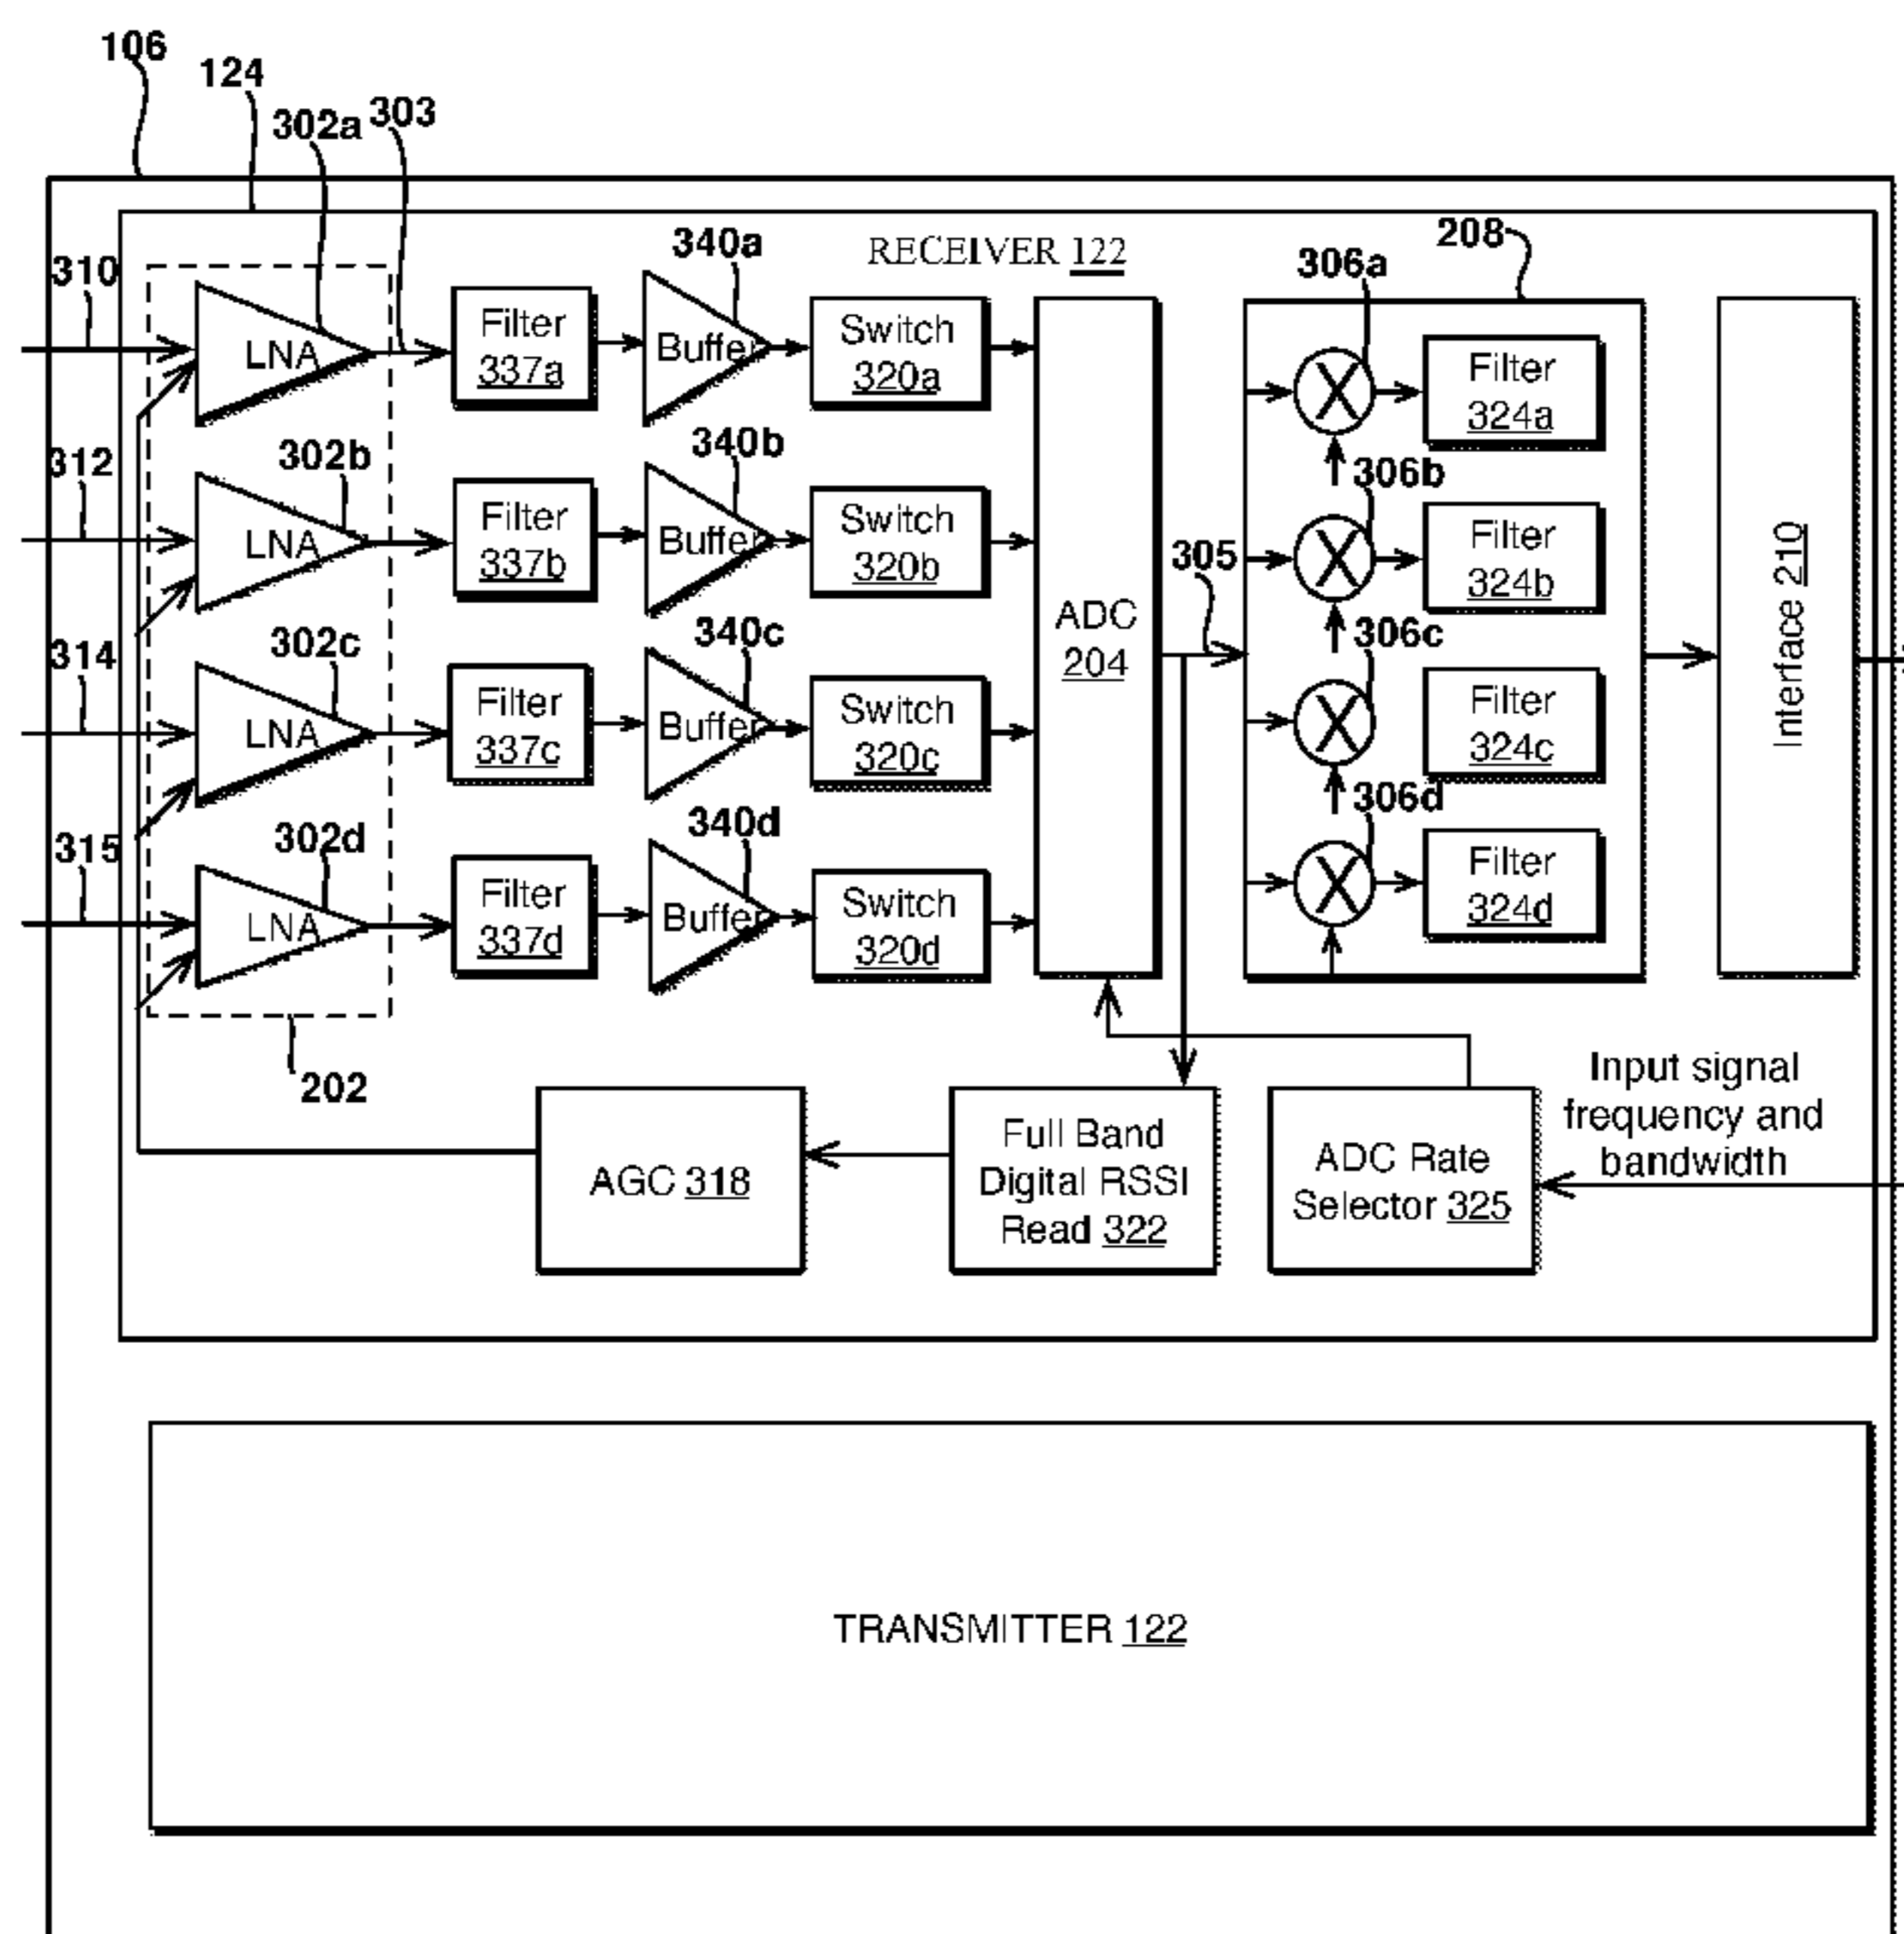 106
124
302a
303
RECEIVER 122
340a
208
306a
310
LNA
Filter
337a
Buffer
Switch
320a
Filter
324a
312
302b
340b
306b
LNA
Filter
337b
Buffer
Switch
320b
ADC
204
305
Filter
324b
Interface 210
314
302c
340c
306c
LNA
Filter
337c
Buffer
Switch
320c
Filter
324c
315
302d
340d
306d
LNA
Filter
337d
Buffer
Switch
320d
Filter
324d
202
AGC 318
Full Band
Digital RSSI
Read 322
ADC Rate
Selector 325
Input signal
frequency and
bandwidth
TRANSMITTER 122